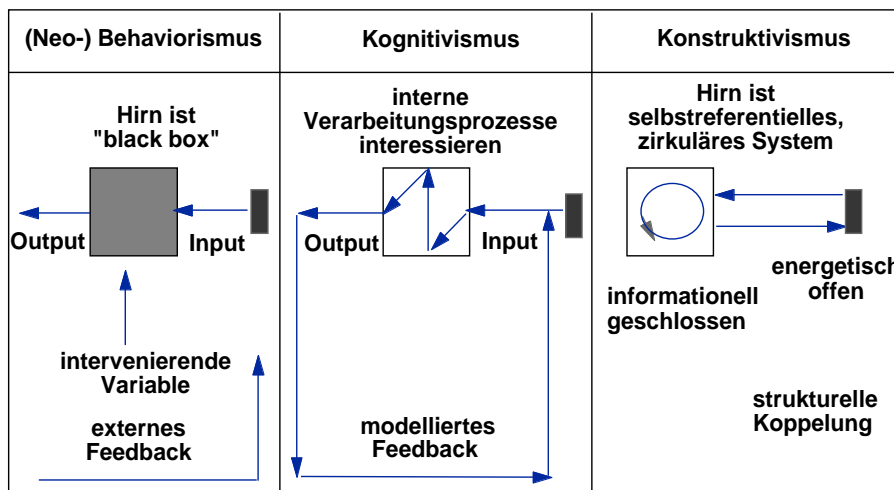 (Neo-) Behaviorismus
Kognitivismus
Konstruktivismus
Hirn ist
"black box"
Output
Input
intervenierende
Variable
externes
Feedback
interne
Verarbeitungsprozesse
interessieren
Output
Input
modelliertes
Feedback
Hirn ist
selbstreferentielles,
zirkuläres System
energetisch
offen
informationell
geschlossen
strukturelle
Koppelung